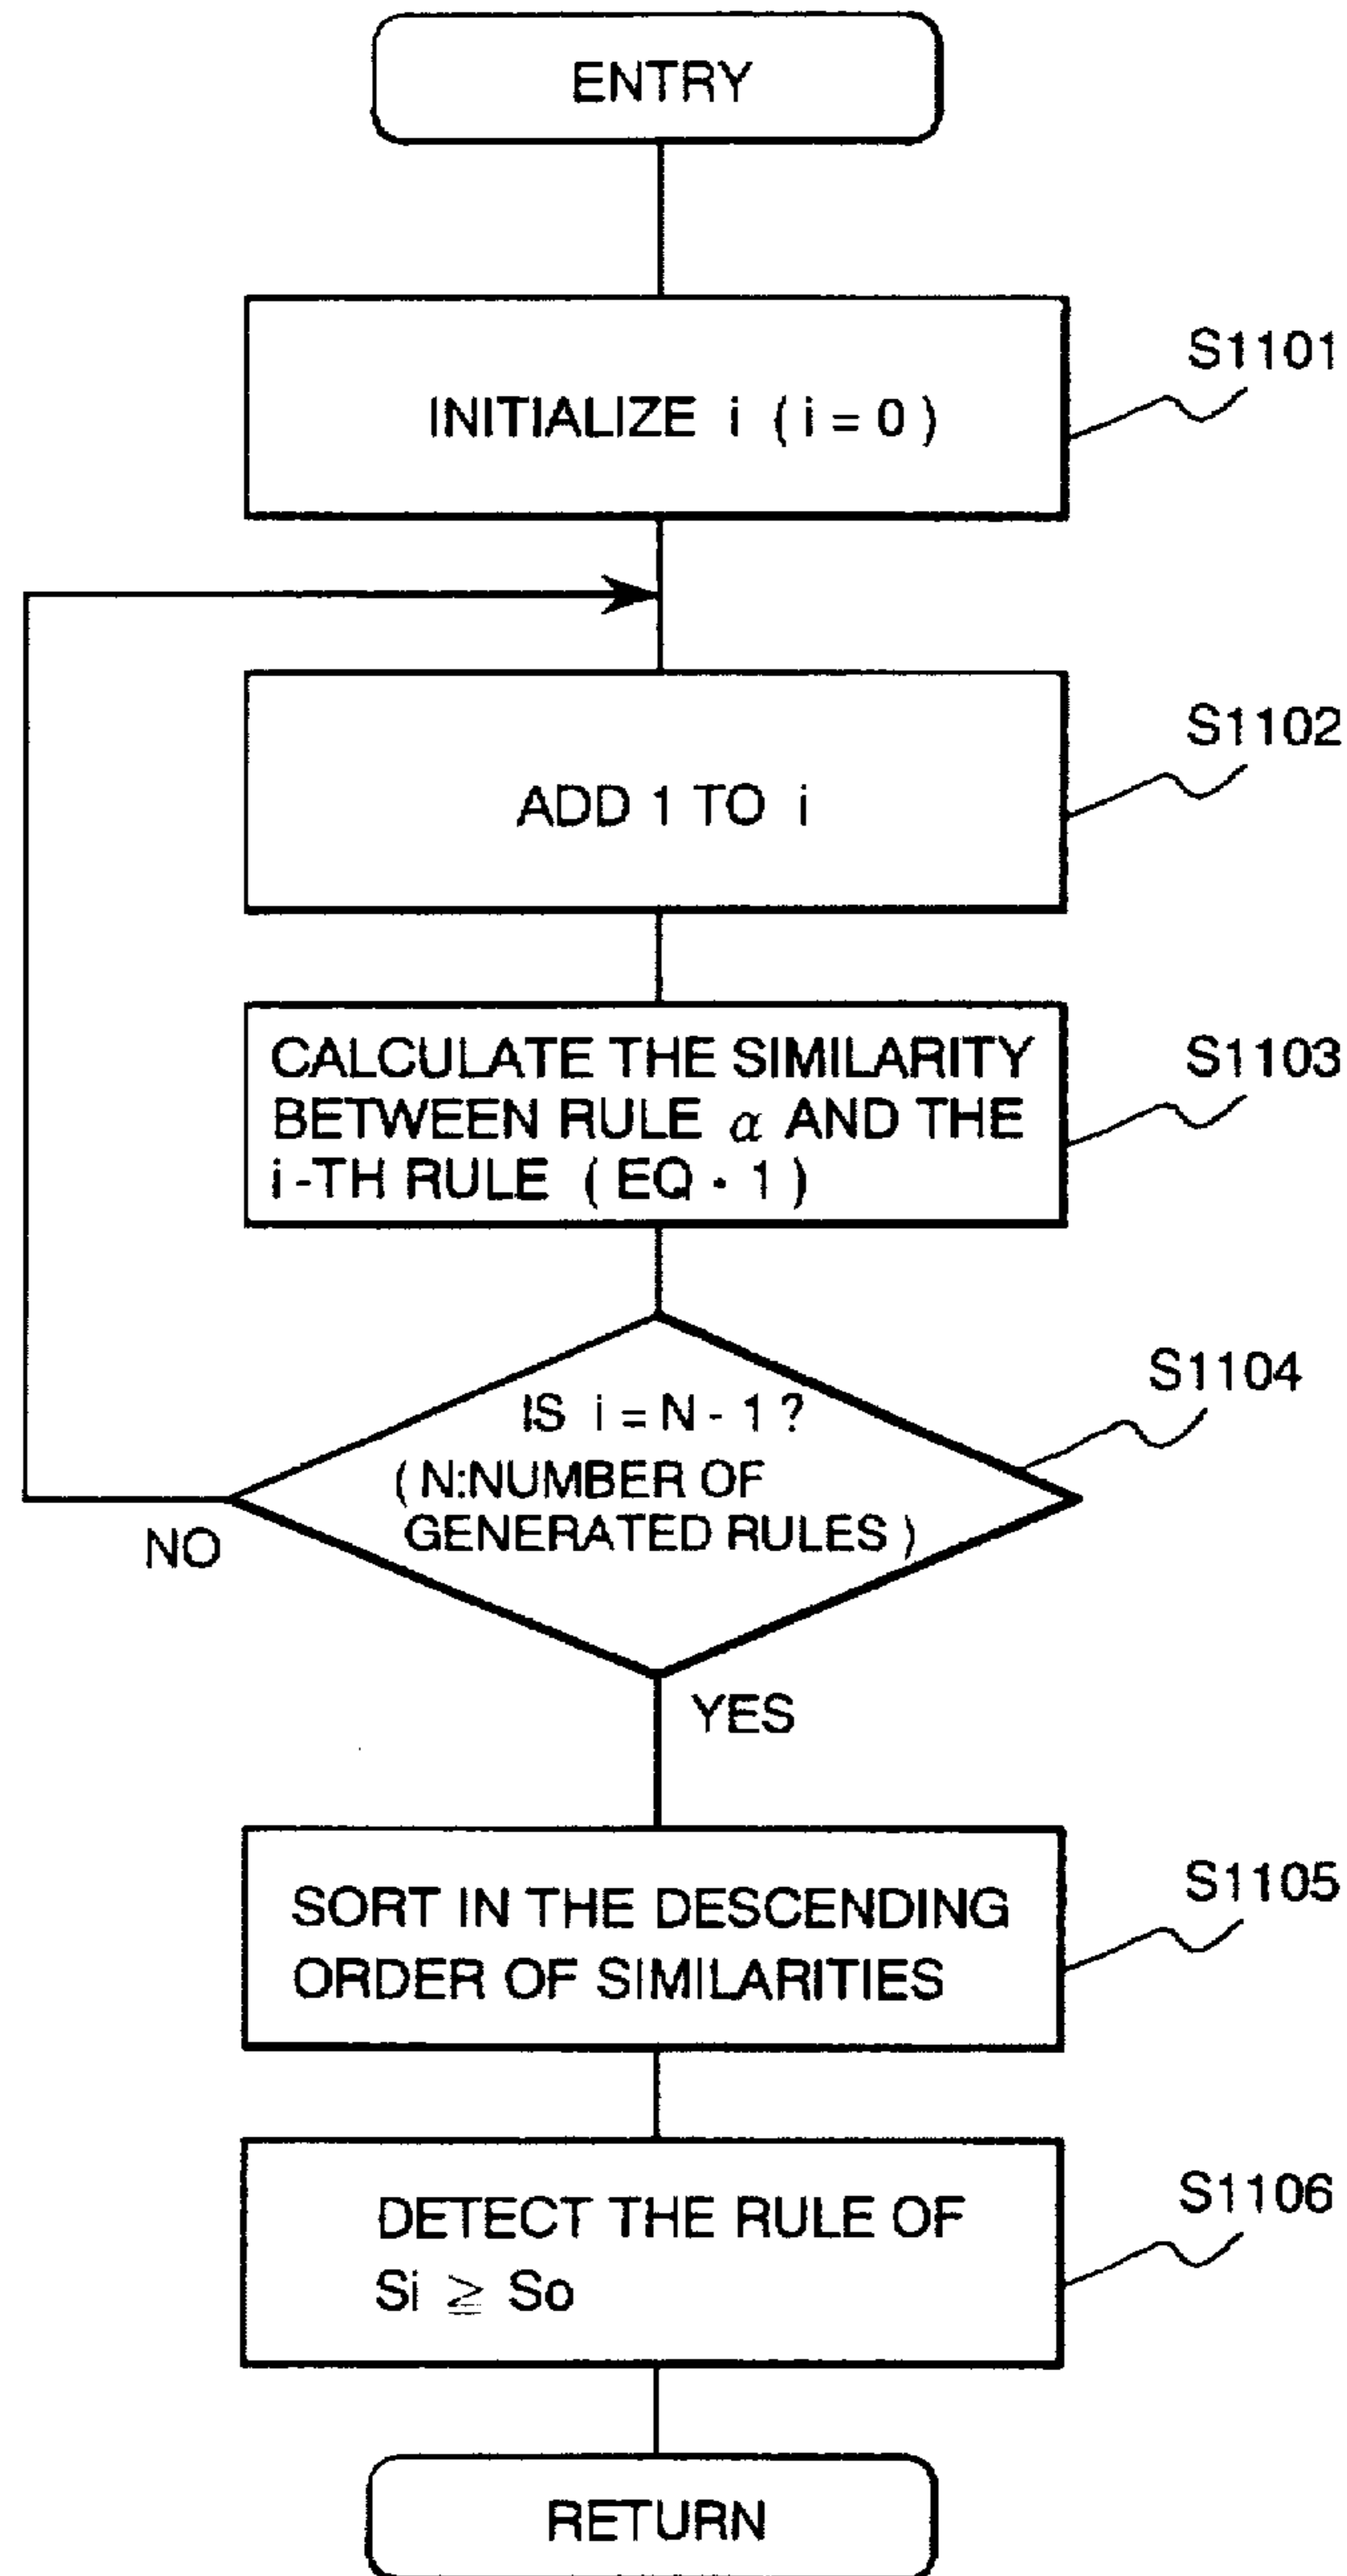 ENTRY
S1101
INITIALIZE i ( i = 0 )
S1102
ADD 1 TO i
S1103
CALCULATE THE SIMILARITY
BETWEEN RULE α AND THE
i -TH RULE ( EQ · 1 )
S1104
IS i = N - 1 ?
( N:NUMBER OF
GENERATED RULES )
NO
YES
S1105
SORT IN THE DESCENDING
ORDER OF SIMILARITIES
S1106
DETECT THE RULE OF
Si ≧ So
RETURN